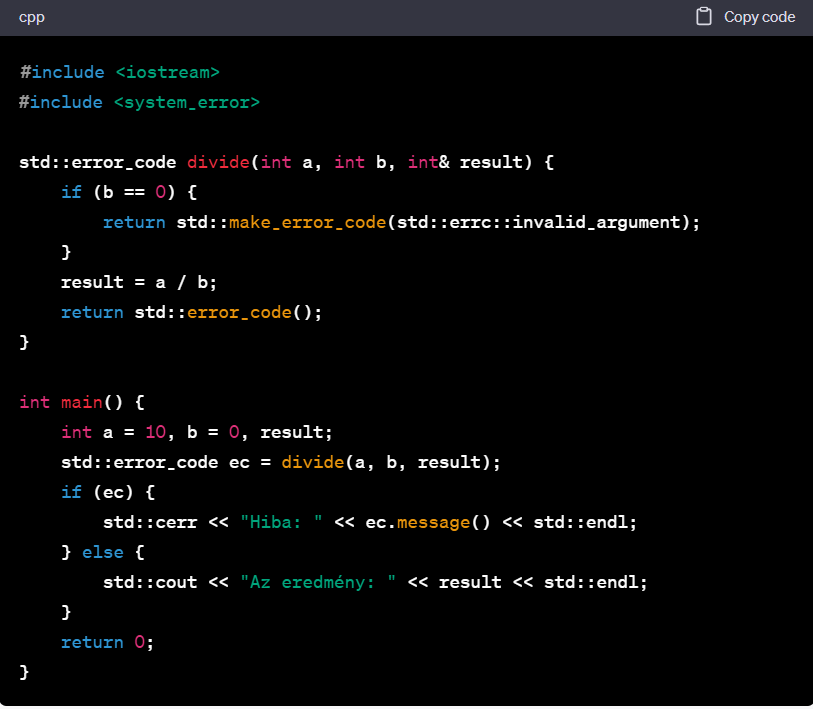 cpp
Copy code
#include <iostream>
#include <system_error>

std::error_code divide(int a, int b, int& result) {
    if (b == 0) {
        return std::make_error_code(std::errc::invalid_argument);
    }
    result = a / b;
    return std::error_code();
}

int main() {
    int a = 10, b = 0, result;
    std::error_code ec = divide(a, b, result);
    if (ec) {
        std::cerr << "Hiba: " << ec.message() << std::endl;
    } else {
        std::cout << "Az eredmény: " << result << std::endl;
    }
    return 0;
}